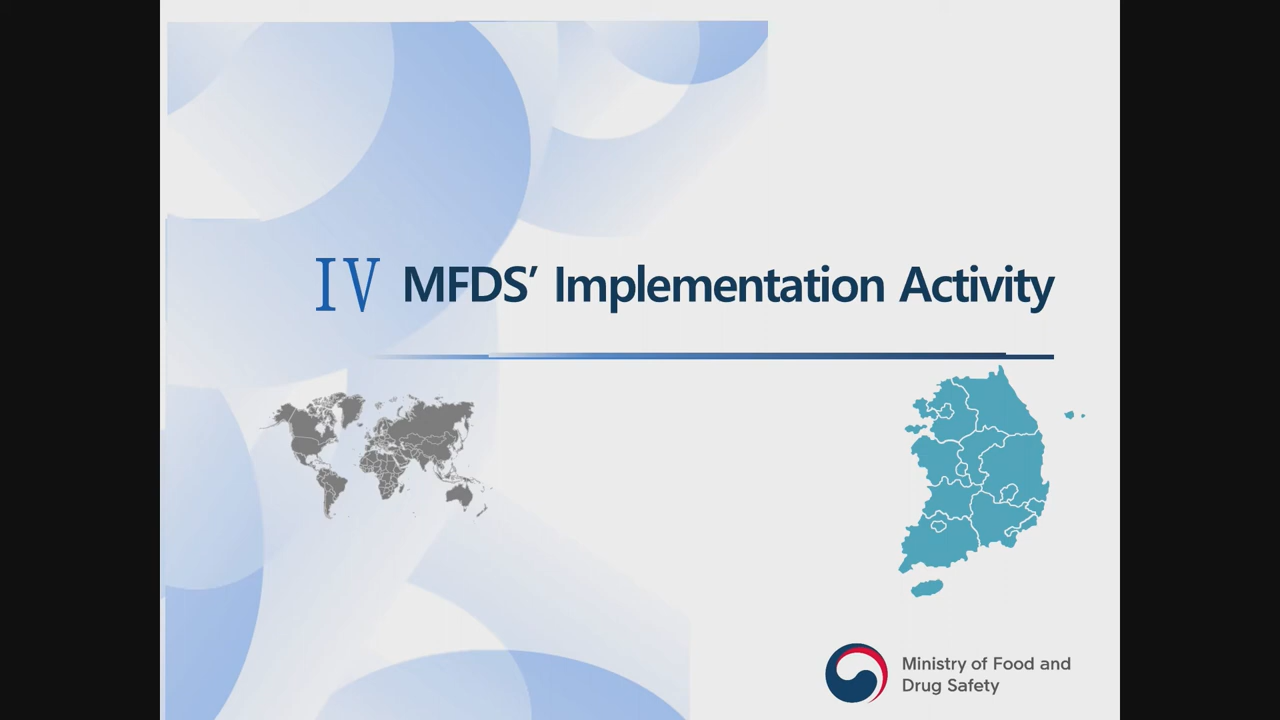 IV MFDS’ Implementation Activity
Ministry of Food and
Drug Safety